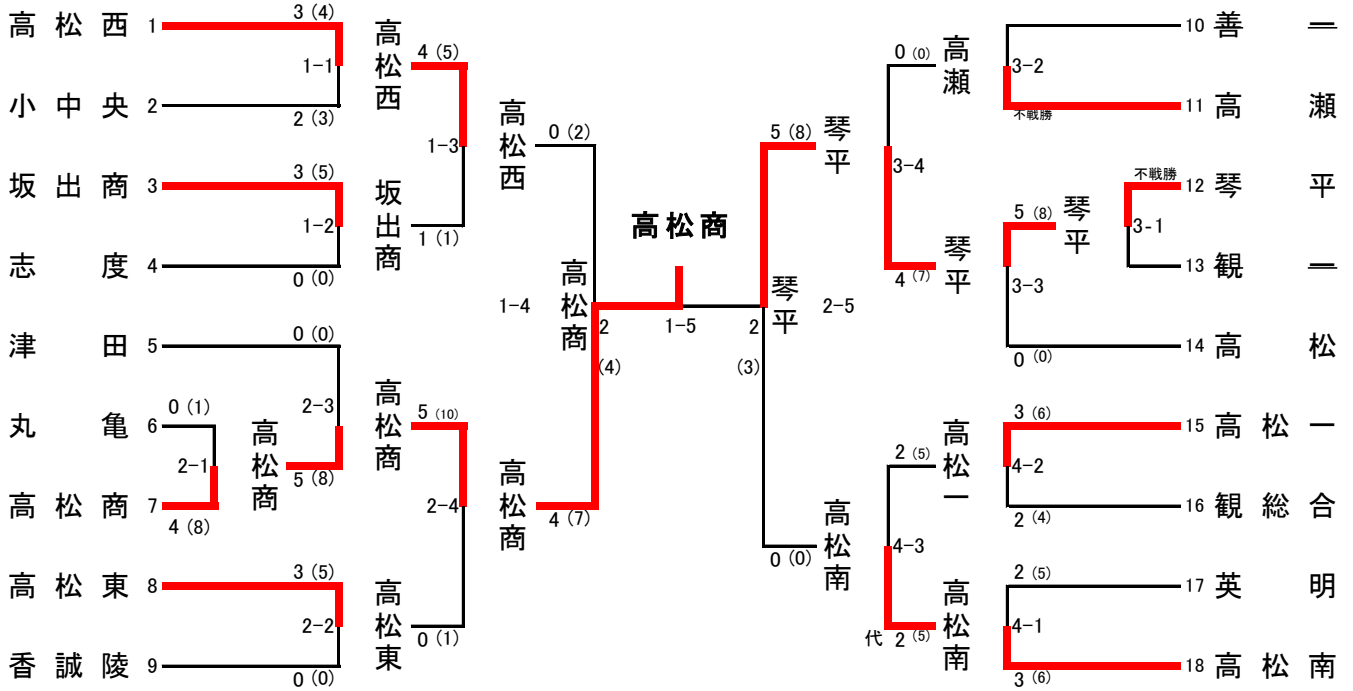 高松西 1
3 (4)
1-1
小中央 2
2 (3)
坂出商 3
3 (5)
1-2
志度 4
0 (0)
津田 5
0 (0)
2-3
丸亀 6
0 (1)
2-1
高松商 7
4 (8)
高松商
5 (8)
高松東 8
3 (5)
2-2
香誠陵 9
0 (0)
高松西
4 (5)
1-3
坂出商
1 (1)
高松商
5 (10)
2-4
高松東
0 (1)
高松西
0 (2)
1-4
高松商
4 (7)
高松商
2
(4)
高松商
1-5
琴平
2
(3)
2-5
5 (8)
琴平
0 (0)
高松南
0 (0)
高瀬
3-4
4 (7)
琴平
2 (5)
高松一
4-3
代 2 (5)
高松南
10 善一
3-2
不戦勝
11 高瀬
不戦勝
12 琴平
3-1
13 観一
5 (8)
琴平
3-3
0 (0)
14 高松
3 (6)
15 高松一
4-2
2 (4)
16 観総合
2 (5)
17 英明
4-1
3 (6)
18 高松南